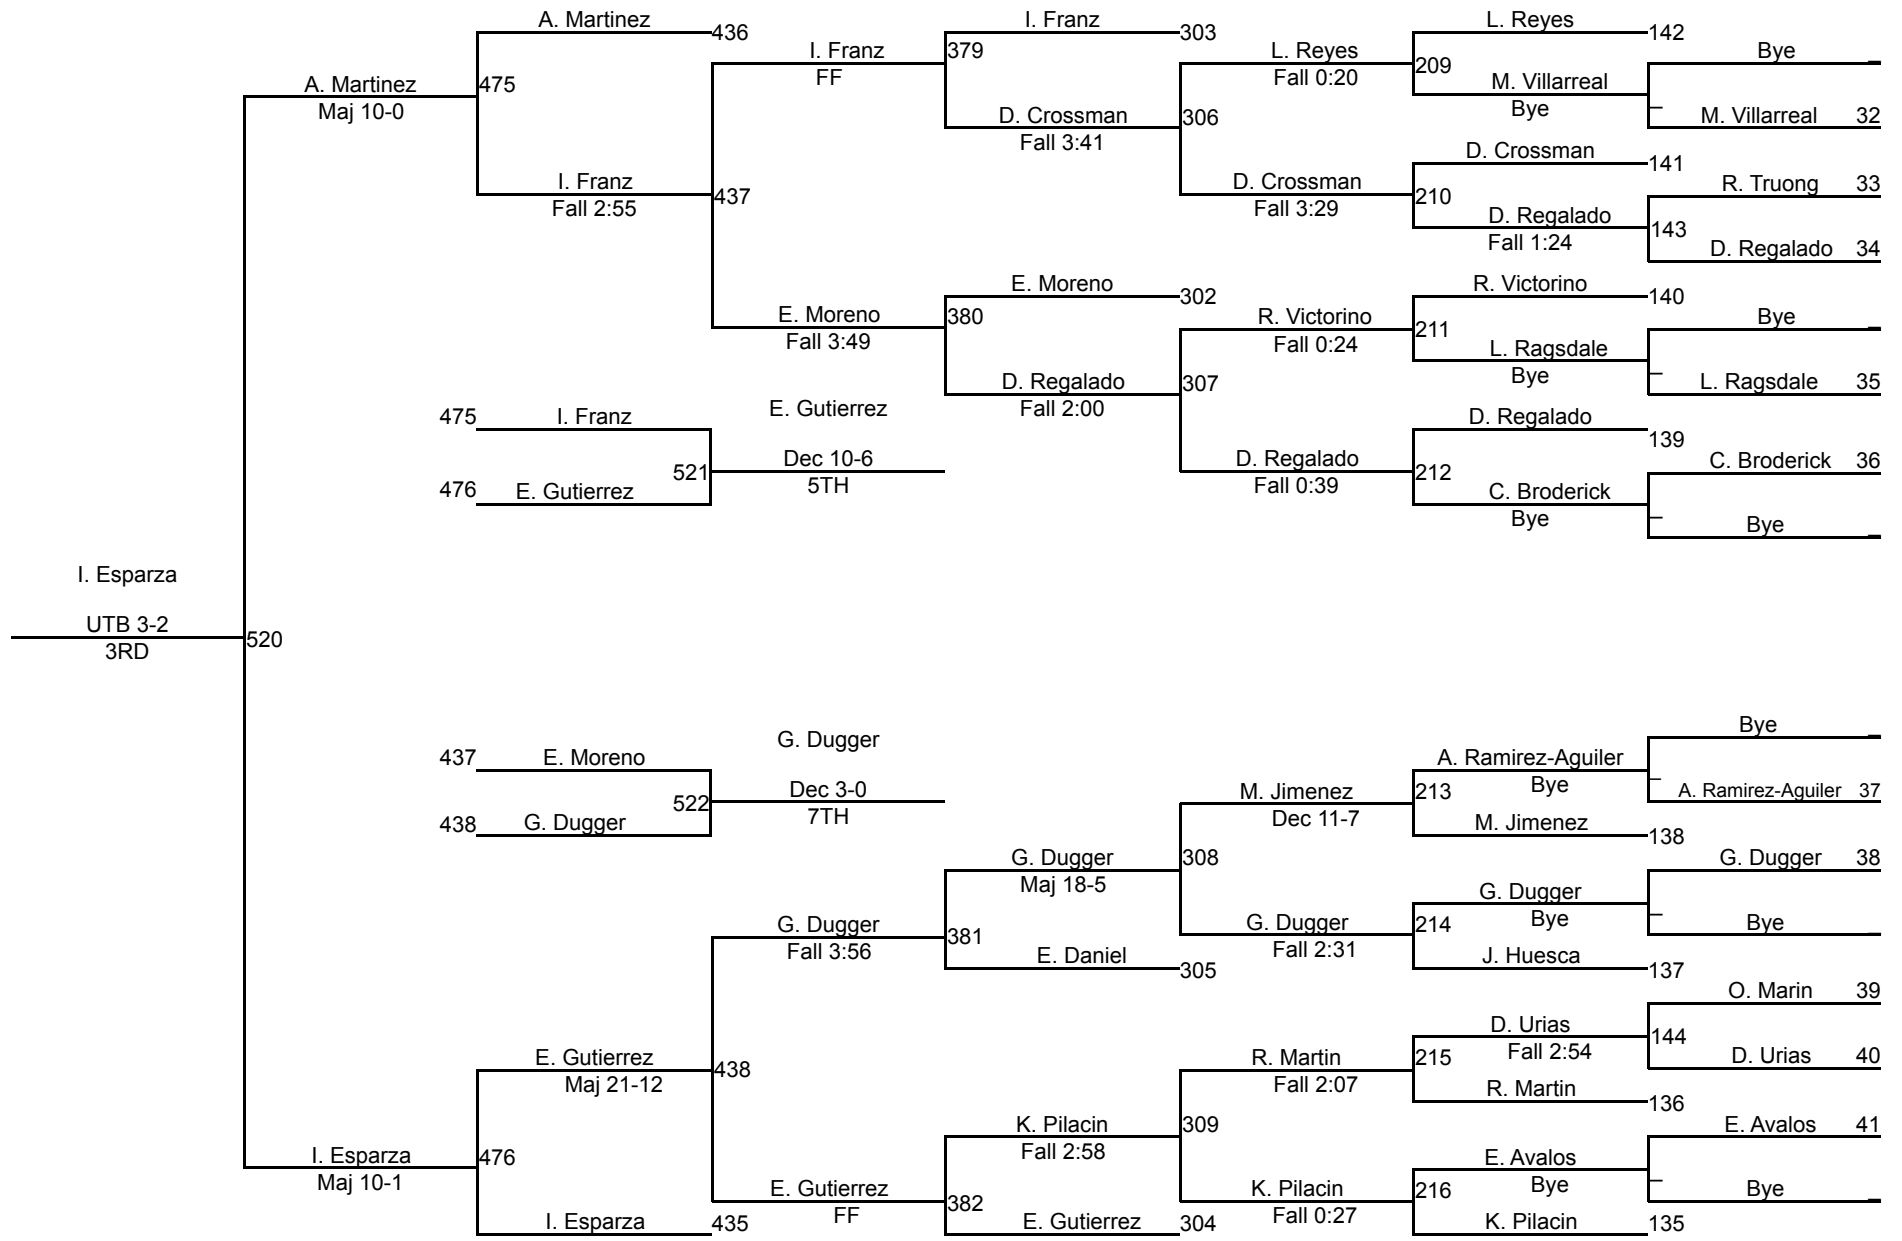 A. Martinez
436
I. Franz
303
L. Reyes
142
Bye
_
I. Franz
FF
379
L. Reyes
Fall 0:20
209
M. Villarreal
Bye
_
M. Villarreal 32
A. Martinez
Maj 10-0
475
D. Crossman
Fall 3:41
306
D. Crossman
141
R. Truong 33
I. Franz
Fall 2:55
437
D. Crossman
Fall 3:29
210
D. Regalado
Fall 1:24
143
D. Regalado 34
E. Moreno
302
R. Victorino
140
Bye
_
E. Moreno
Fall 3:49
380
R. Victorino
Fall 0:24
211
L. Ragsdale
Bye
_
L. Ragsdale 35
D. Regalado
Fall 2:00
307
475
I. Franz
E. Gutierrez
D. Regalado
139
C. Broderick 36
521
Dec 10-6
5TH
D. Regalado
Fall 0:39
212
476
E. Gutierrez
C. Broderick
Bye
_
Bye
_
I. Esparza
UTB 3-2
3RD
520
Bye
_
437
E. Moreno
G. Dugger
A. Ramirez-Aguiler
Bye
_
A. Ramirez-Aguiler 37
522
Dec 3-0
7TH
M. Jimenez
Dec 11-7
213
438
G. Dugger
M. Jimenez
138
G. Dugger
Maj 18-5
308
G. Dugger 38
G. Dugger
Bye
_
Bye
_
G. Dugger
Fall 3:56
381
G. Dugger
Fall 2:31
214
E. Daniel
305
J. Huesca
137
O. Marin 39
D. Urias
Fall 2:54
144
D. Urias 40
E. Gutierrez
Maj 21-12
438
R. Martin
Fall 2:07
215
R. Martin
136
K. Pilacin
Fall 2:58
309
E. Avalos 41
I. Esparza
Maj 10-1
476
E. Avalos
Bye
_
Bye
_
E. Gutierrez
FF
382
K. Pilacin
Fall 0:27
216
I. Esparza
435
E. Gutierrez
304
K. Pilacin
135